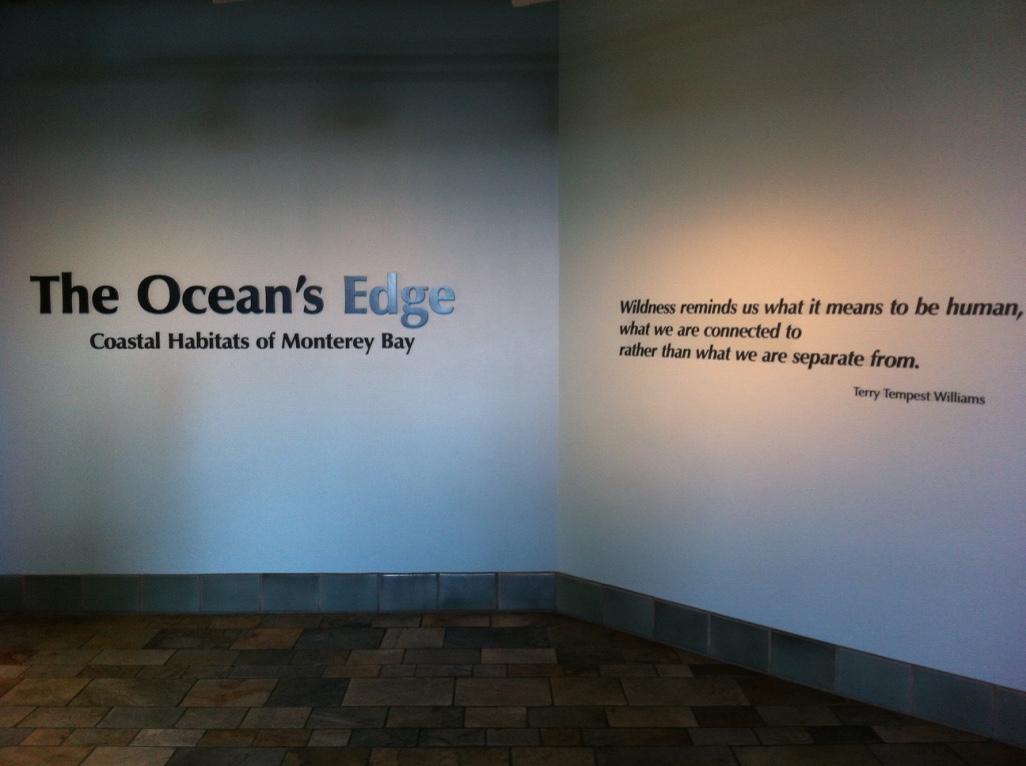 The Ocean's Edge
Coastal Habitats of Monterey Bay
Wildness reminds us what it means to be human,
what we are connected to
rather than what we are separate from.
Terry Tempest Williams